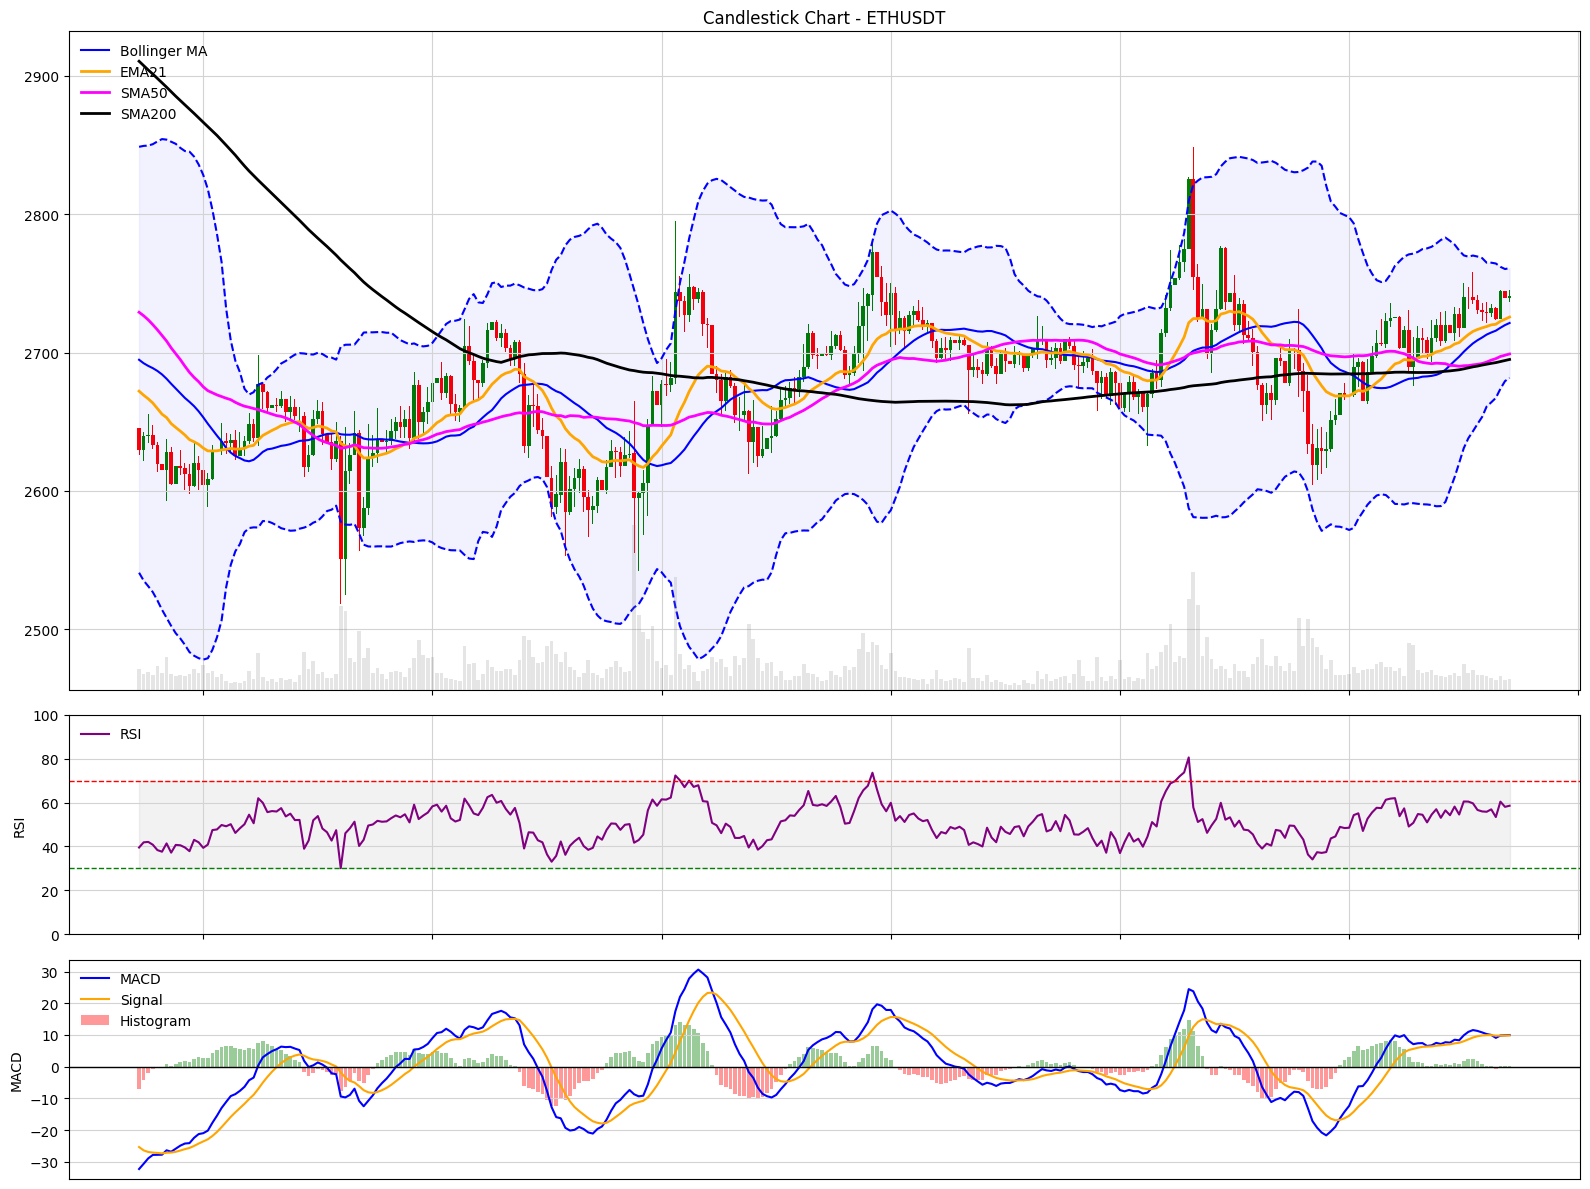 Candlestick Chart - ETHUSDT
Bollinger MA
EMA21
SMA50
SMA200
2900
2800
2700
2600
2500
RSI
100
80
60
40
20
0
RSI
MACD
Signal
Histogram
30
20
10
0
−10
−20
−30
MACD